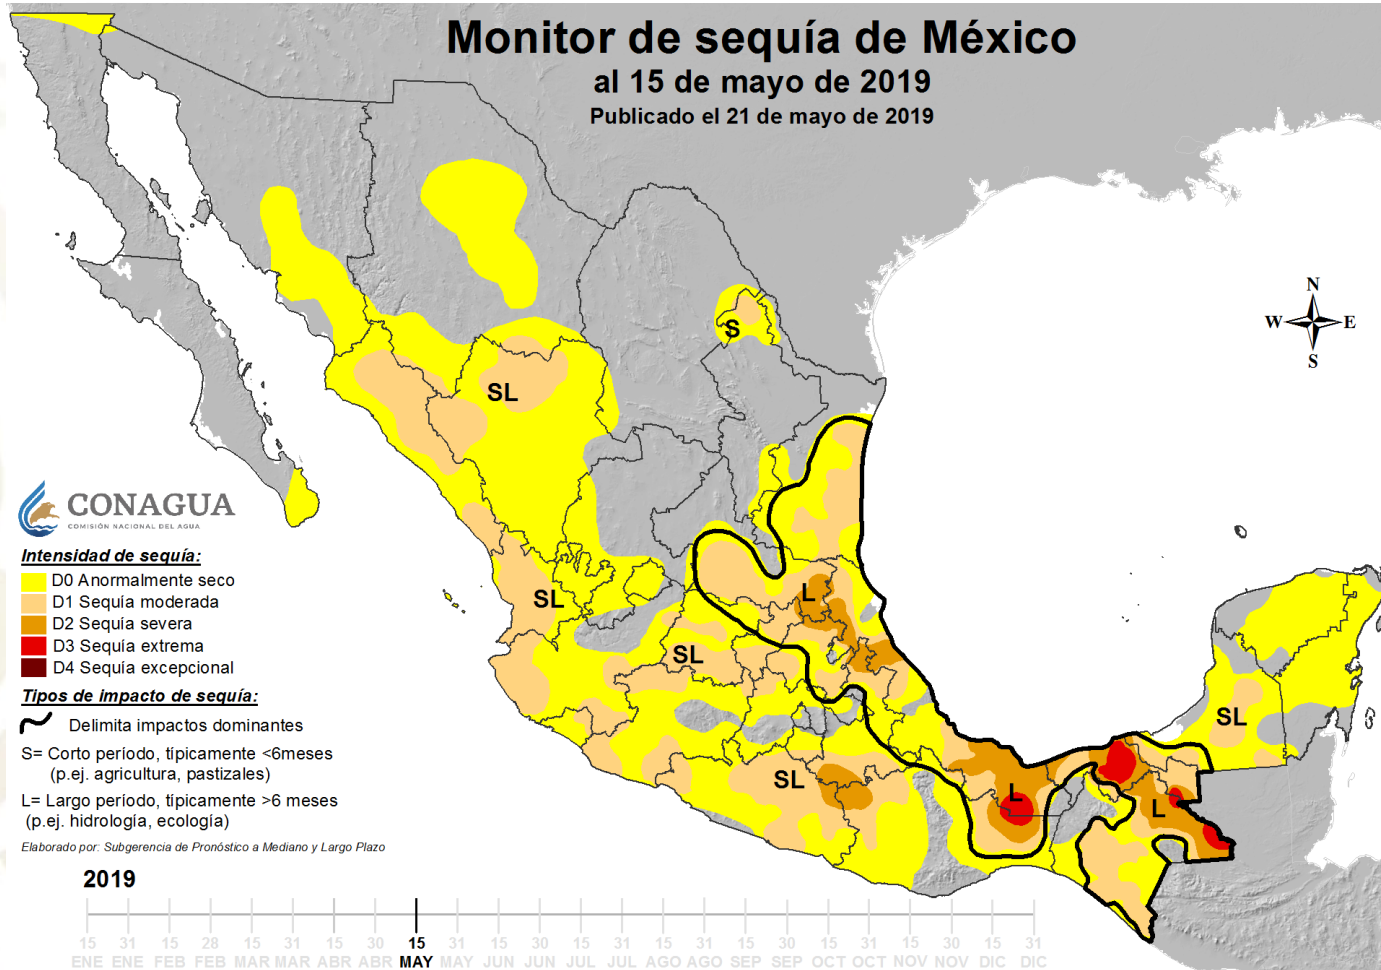 Monitor de sequía de México
al 15 de mayo de 2019
Publicado el 21 de mayo de 2019
N
W E
S
S
SL
L
SL
SL
SL
SL
L
L
CONAGUA
COMISIÓN NACIONAL DEL AGUA
Intensidad de sequía:
D0 Anormalmente seco
D1 Sequía moderada
D2 Sequía severa
D3 Sequía extrema
D4 Sequía excepcional
Tipos de impacto de sequía:
Delimita impactos dominantes
S= Corto período, típicamente <6meses
(p.ej. agricultura, pastizales)
L= Largo período, típicamente >6 meses
(p.ej. hidrología, ecología)
Elaborado por: Subgerencia de Pronóstico a Mediano y Largo Plazo
2019
15 31 15 28 15 31 15 30 15 31 15 30 15 31 15 31 15 30 15 31 15 30 15 31
ENE ENE FEB FEB MAR MAR ABR ABR MAY MAY JUN JUN JUL JUL AGO AGO SEP SEP OCT OCT NOV NOV DIC DIC